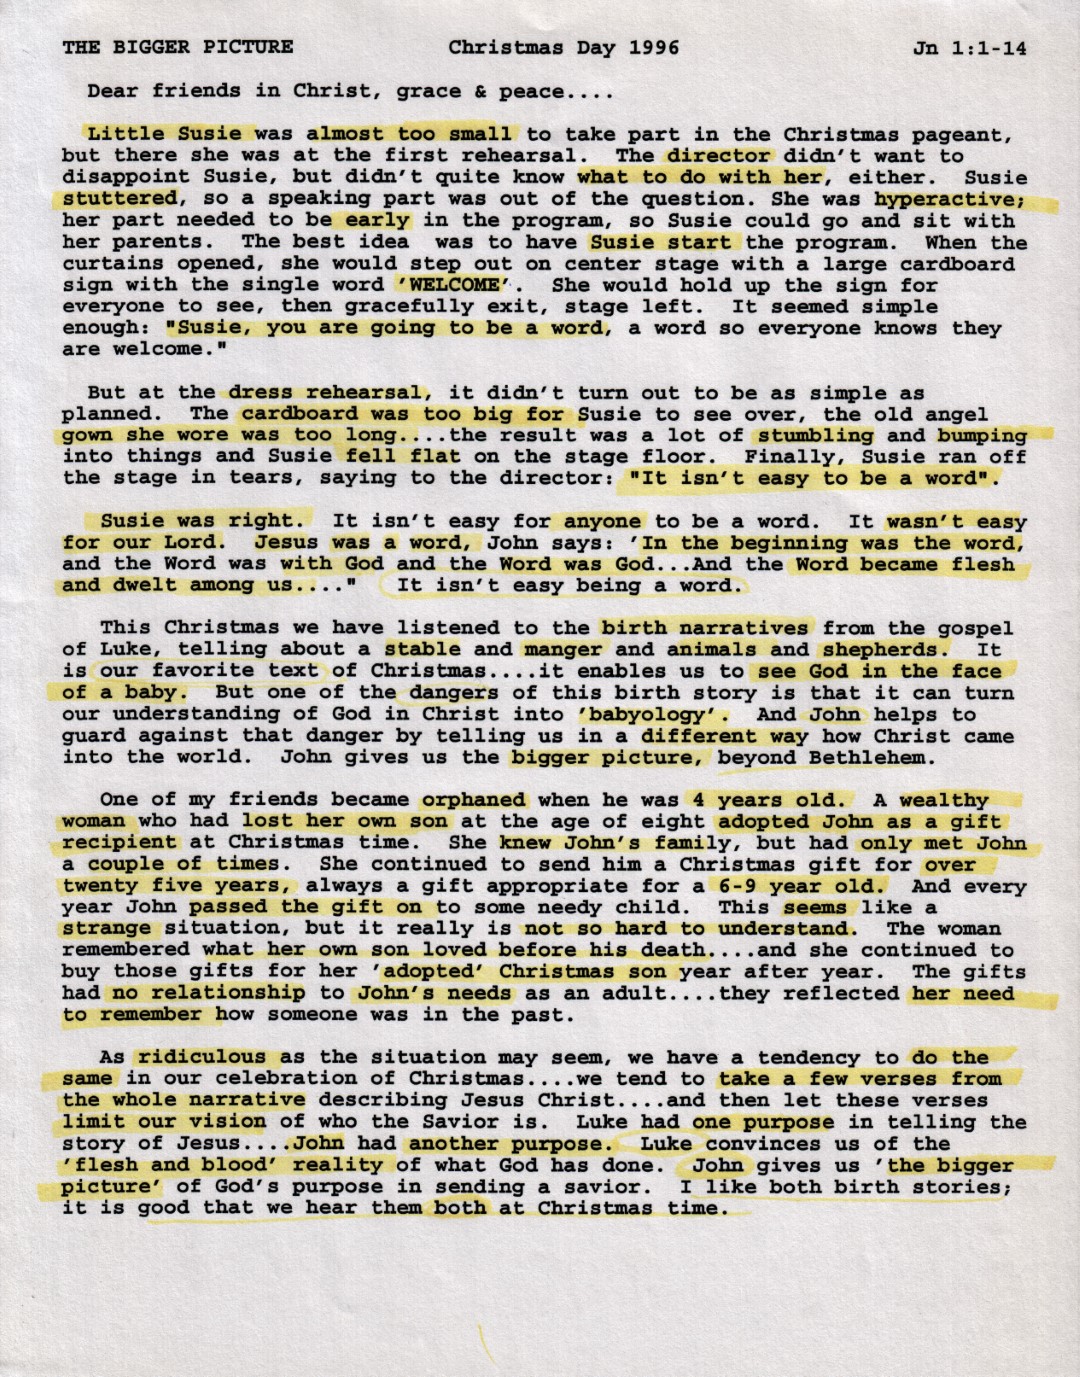 THE BIGGER PICTURE Christmas Day 1996 Jn 1:1-14
Dear friends in Christ, grace & peace....
Little Susie was almost too small to take part in the Christmas pageant,
but there she was at the first rehearsal. The director didn't want to
disappoint Susie, but didn't quite know what to do with her, either. Susie
stuttered, so a speaking part was out of the question. She was hyperactive;
her part needed to be early in the program, so Susie could go and sit with
her parents. The best idea was to have Susie start the program. When the
curtains opened, she would step out on center stage with a large cardboard
sign with the single word 'WELCOME'. She would hold up the sign for
everyone to see, then gracefully exit, stage left. It seemed simple
enough: "Susie, you are going to be a word, a word so everyone knows they
are welcome."
But at the dress rehearsal, it didn't turn out to be as simple as
planned. The cardboard was too big for Susie to see over, the old angel
gown she wore was too long....the result was a lot of stumbling and bumping
into things and Susie fell flat on the stage floor. Finally, Susie ran off
the stage in tears, saying to the director: "It isn't easy to be a word".
Susie was right. It isn't easy for anyone to be a word. It wasn't easy
for our Lord. Jesus was a word, John says: 'In the beginning was the word,
and the Word was with God and the Word was God...And the Word became flesh
and dwelt among us...." It isn't easy being a word.
This Christmas we have listened to the birth narratives from the gospel
of Luke, telling about a stable and manger and animals and shepherds. It
is our favorite text of Christmas....it enables us to see God in the face
of a baby. But one of the dangers of this birth story is that it can turn
our understanding of God in Christ into 'babyology'. And John helps to
guard against that danger by telling us in a different way how Christ came
into the world. John gives us the bigger picture, beyond Bethlehem.
One of my friends became orphaned when he was 4 years old. A wealthy
woman who had lost her own son at the age of eight adopted John as a gift
recipient at Christmas time. She knew John's family, but had only met John
a couple of times. She continued to send him a Christmas gift for over
twenty five years, always a gift appropriate for a 6-9 year old. And every
year John passed the gift on to some needy child. This seems like a
strange situation, but it really is not so hard to understand. The woman
remembered what her own son loved before his death....and she continued to
buy those gifts for her 'adopted' Christmas son year after year. The gifts
had no relationship to John's needs as an adult....they reflected her need
to remember how someone was in the past.
As ridiculous as the situation may seem, we have a tendency to do the
same in our celebration of Christmas....we tend to take a few verses from
the whole narrative describing Jesus Christ....and then let these verses
limit our vision of who the Savior is. Luke had one purpose in telling the
story of Jesus....John had another purpose. Luke convinces us of the
'flesh and blood' reality of what God has done. John gives us 'the bigger
picture' of God's purpose in sending a savior. I like both birth stories;
it is good that we hear them both at Christmas time.